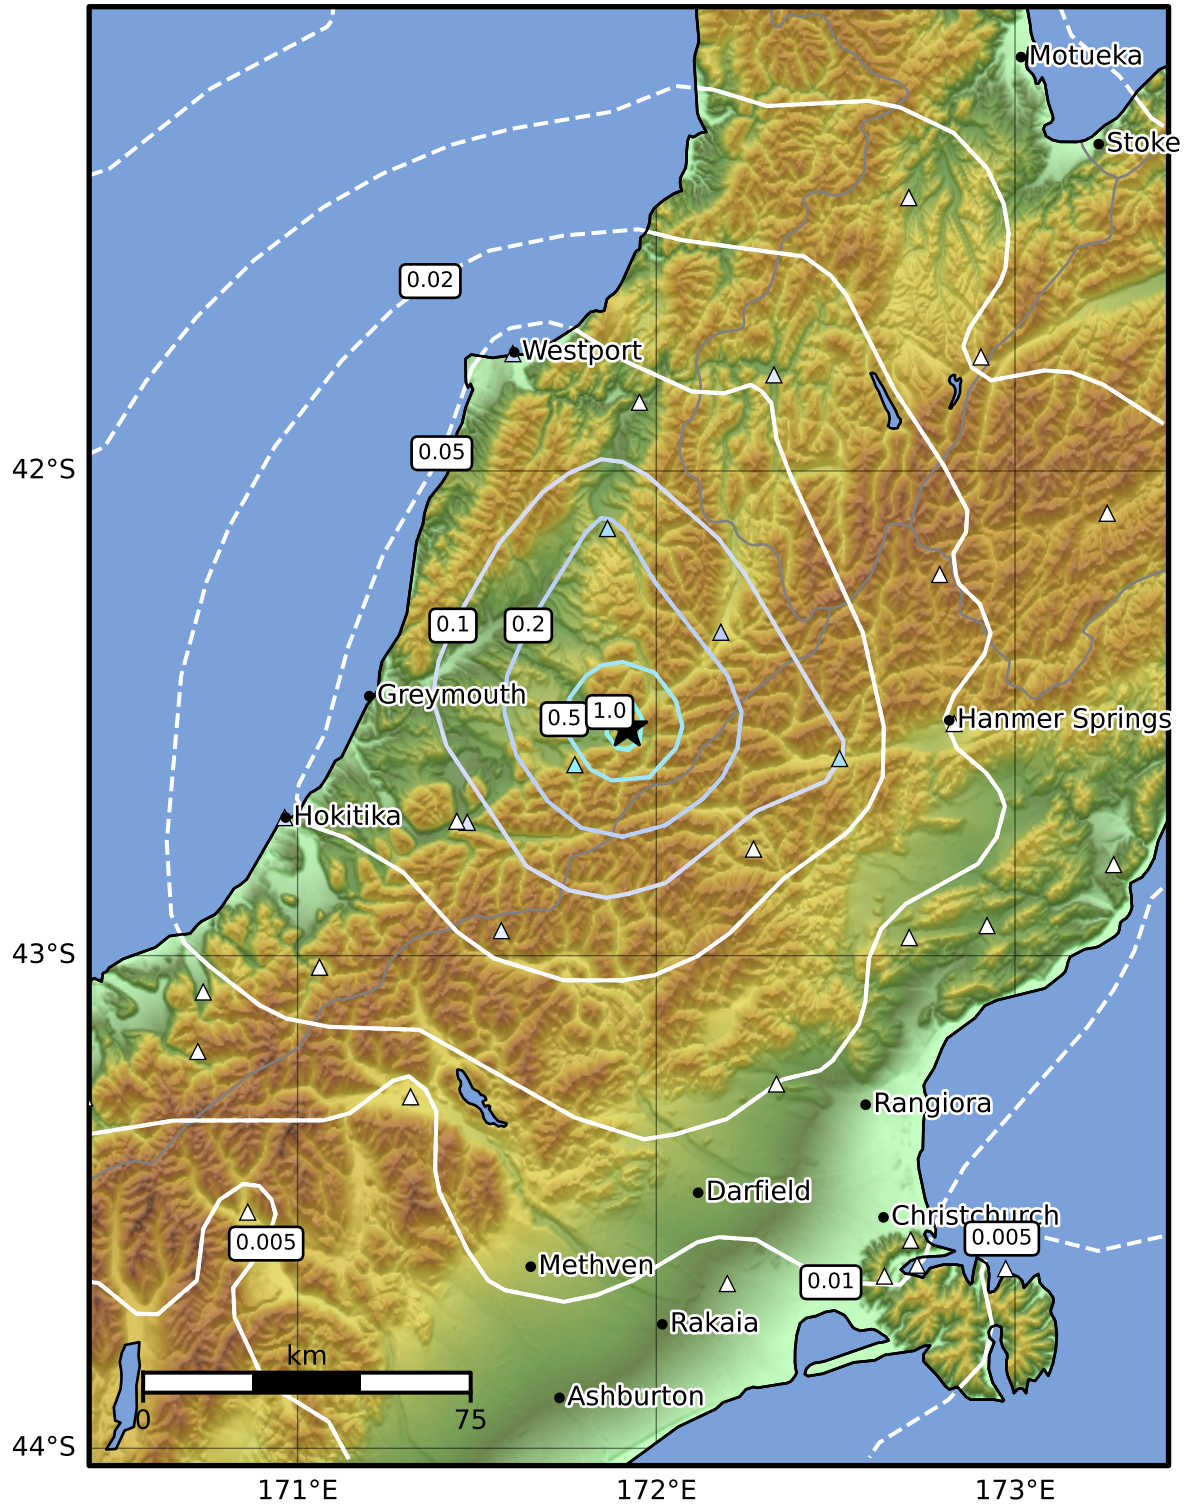 Motueka
Stoke
0.02
Westport
0.05
42°S
0.1
0.2
Greymouth
0.5
1.0
Hanmer Springs
Hokitika
43°S
Rangiora
Darfield
Christchurch
0.005
0.005
Methven
0.01
Rakaia
km
Ashburton
0
75
44°S
171°E
172°E
173°E